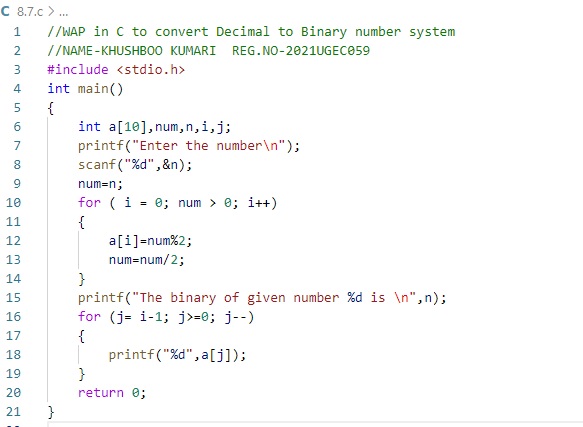 C 8.7.c > ...
1 //WAP in C to convert Decimal to Binary number system
2 //NAME-KHUSHBOO KUMARI  REG.NO-2021UGEC059
3 #include <stdio.h>
4 int main()
5 {
6     int a[10],num,n,i,j;
7     printf("Enter the number\n");
8     scanf("%d",&n);
9     num=n;
10     for ( i = 0; num > 0; i++)
11     {
12         a[i]=num%2;
13         num=num/2;
14     }
15     printf("The binary of given number %d is \n",n);
16     for (j= i-1; j>=0; j--)
17     {
18         printf("%d",a[j]);
19     }
20     return 0;
21 }